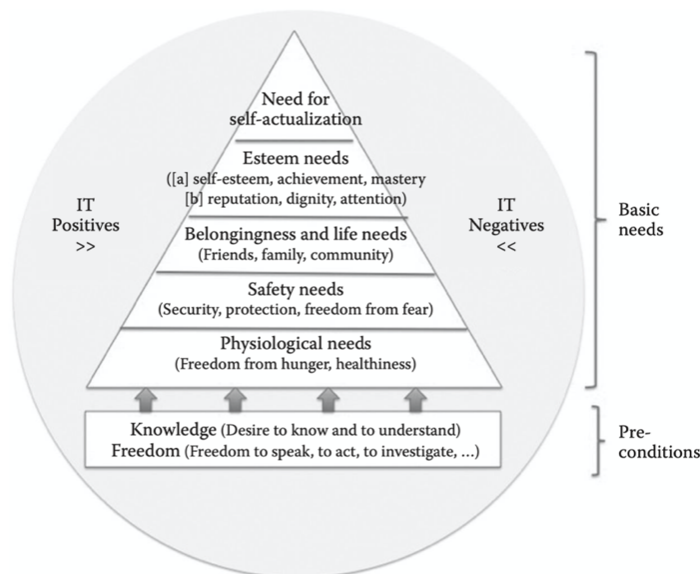 Need for
self-actualization
Esteem needs
([a] self-esteem, achievement, mastery
[b] reputation, dignity, attention)
IT
Positives
>>
IT
Negatives
<<
Basic
needs
Belongingness and life needs
(Friends, family, community)
Safety needs
(Security, protection, freedom from fear)
Physiological needs
(Freedom from hunger, healthiness)
Knowledge (Desire to know and to understand)
Freedom (Freedom to speak, to act, to investigate, ...)
Pre-
conditions